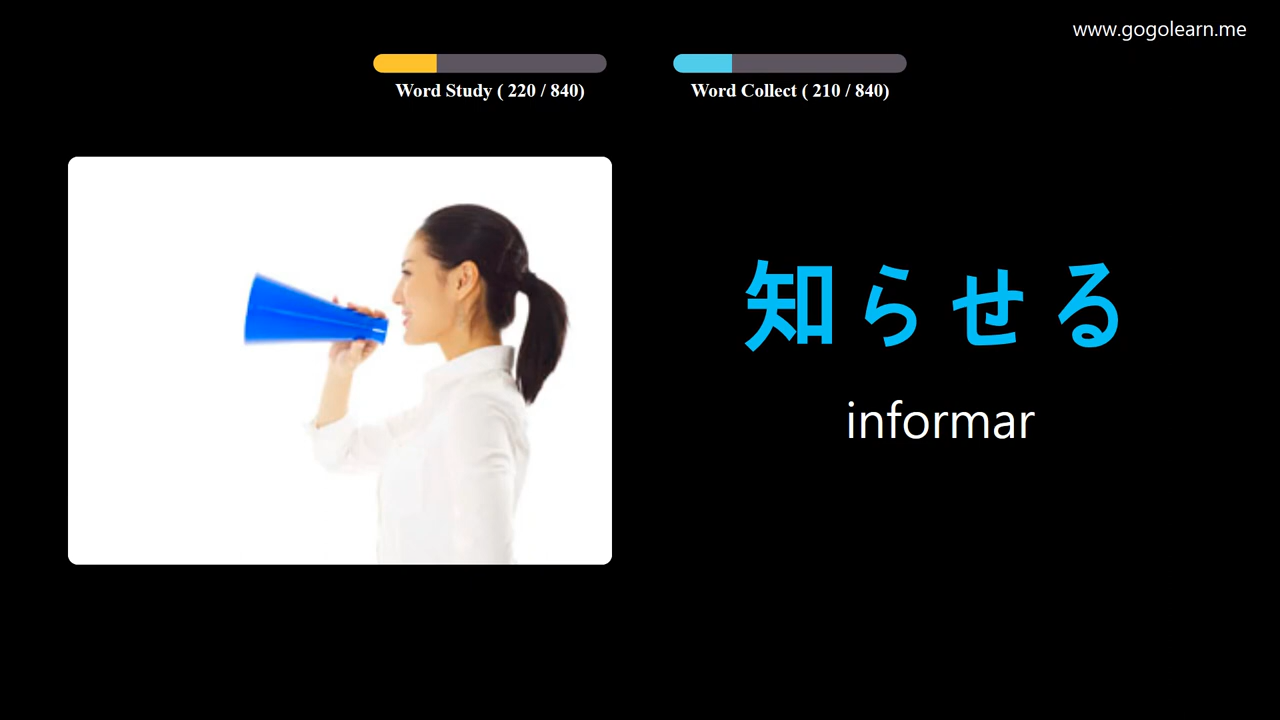 www.gogolearn.me
Word Study ( 220 / 840)
Word Collect ( 210 / 840)
知らせる
informar